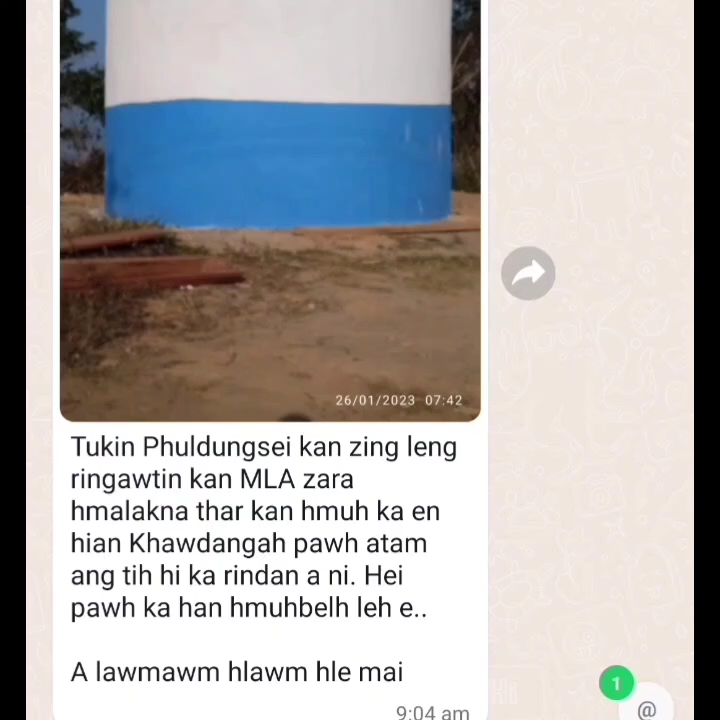 26/01/2023 07:42
Tukin Phuldungsei kan zing leng
ringawtin kan MLA zara
hmalakna thar kan hmuh ka en
hian Khawdangah pawh atam
ang tih hi ka rindan a ni. Hei
pawh ka han hmuhbelh leh e..
A lawmawm hlawm hle mai
9:04 am
1
@